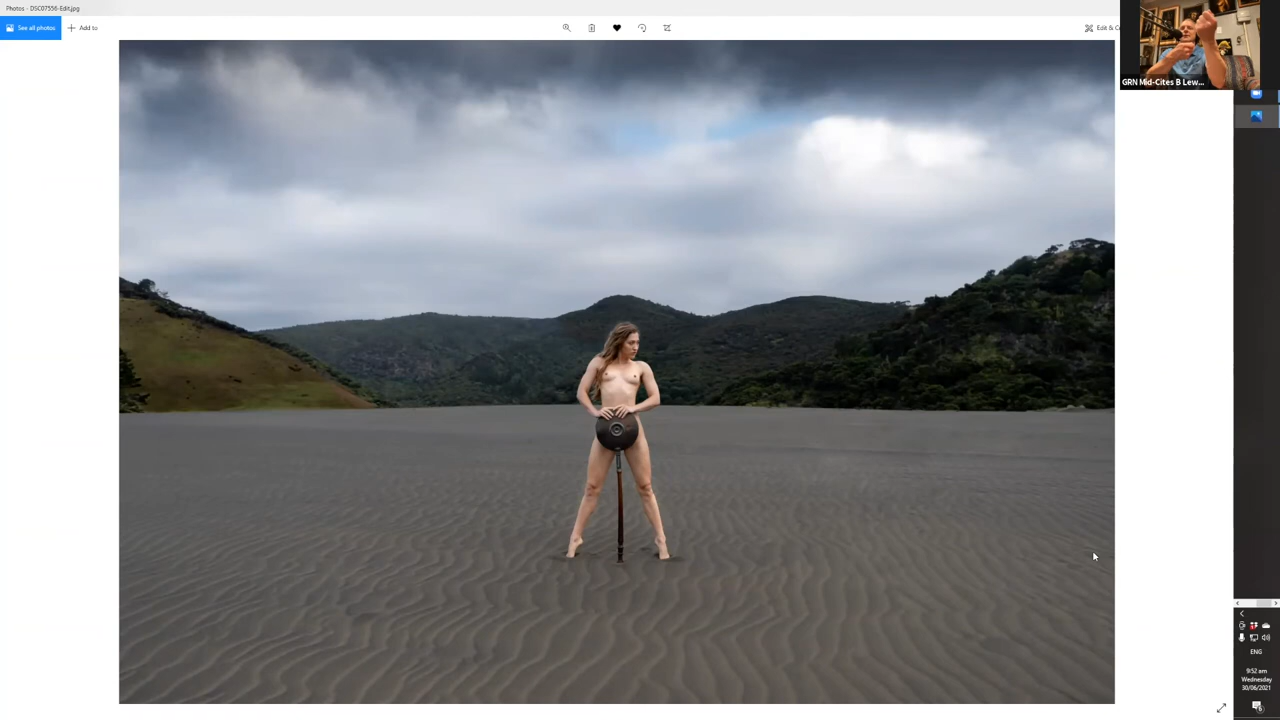 Photos - DSC07556-Edit.jpg
See all photos
Add to
Edit & C
GRN Mid-Cites B Lew...
ENG
9:52 am
Wednesday
30/06/2021